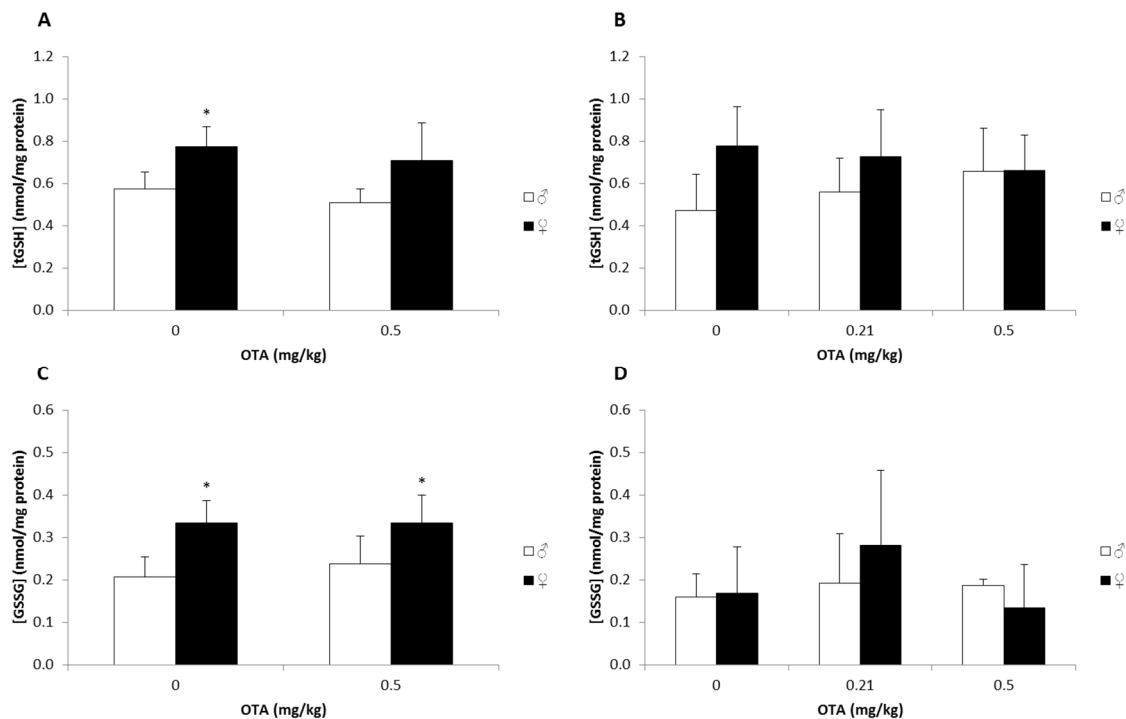 A
[tGSH] (nmol/mg protein)
1.2
1.0
0.8
0.6
0.4
0.2
0.0
*
0 0.5
OTA (mg/kg)
♂
♀
B
[tGSH] (nmol/mg protein)
1.2
1.0
0.8
0.6
0.4
0.2
0.0
0 0.21 0.5
OTA (mg/kg)
♂
♀
C
[GSSG] (nmol/mg protein)
0.6
0.5
0.4
0.3
0.2
0.1
0.0
* *
0 0.5
OTA (mg/kg)
♂
♀
D
[GSSG] (nmol/mg protein)
0.6
0.5
0.4
0.3
0.2
0.1
0.0
0 0.21 0.5
OTA (mg/kg)
♂
♀